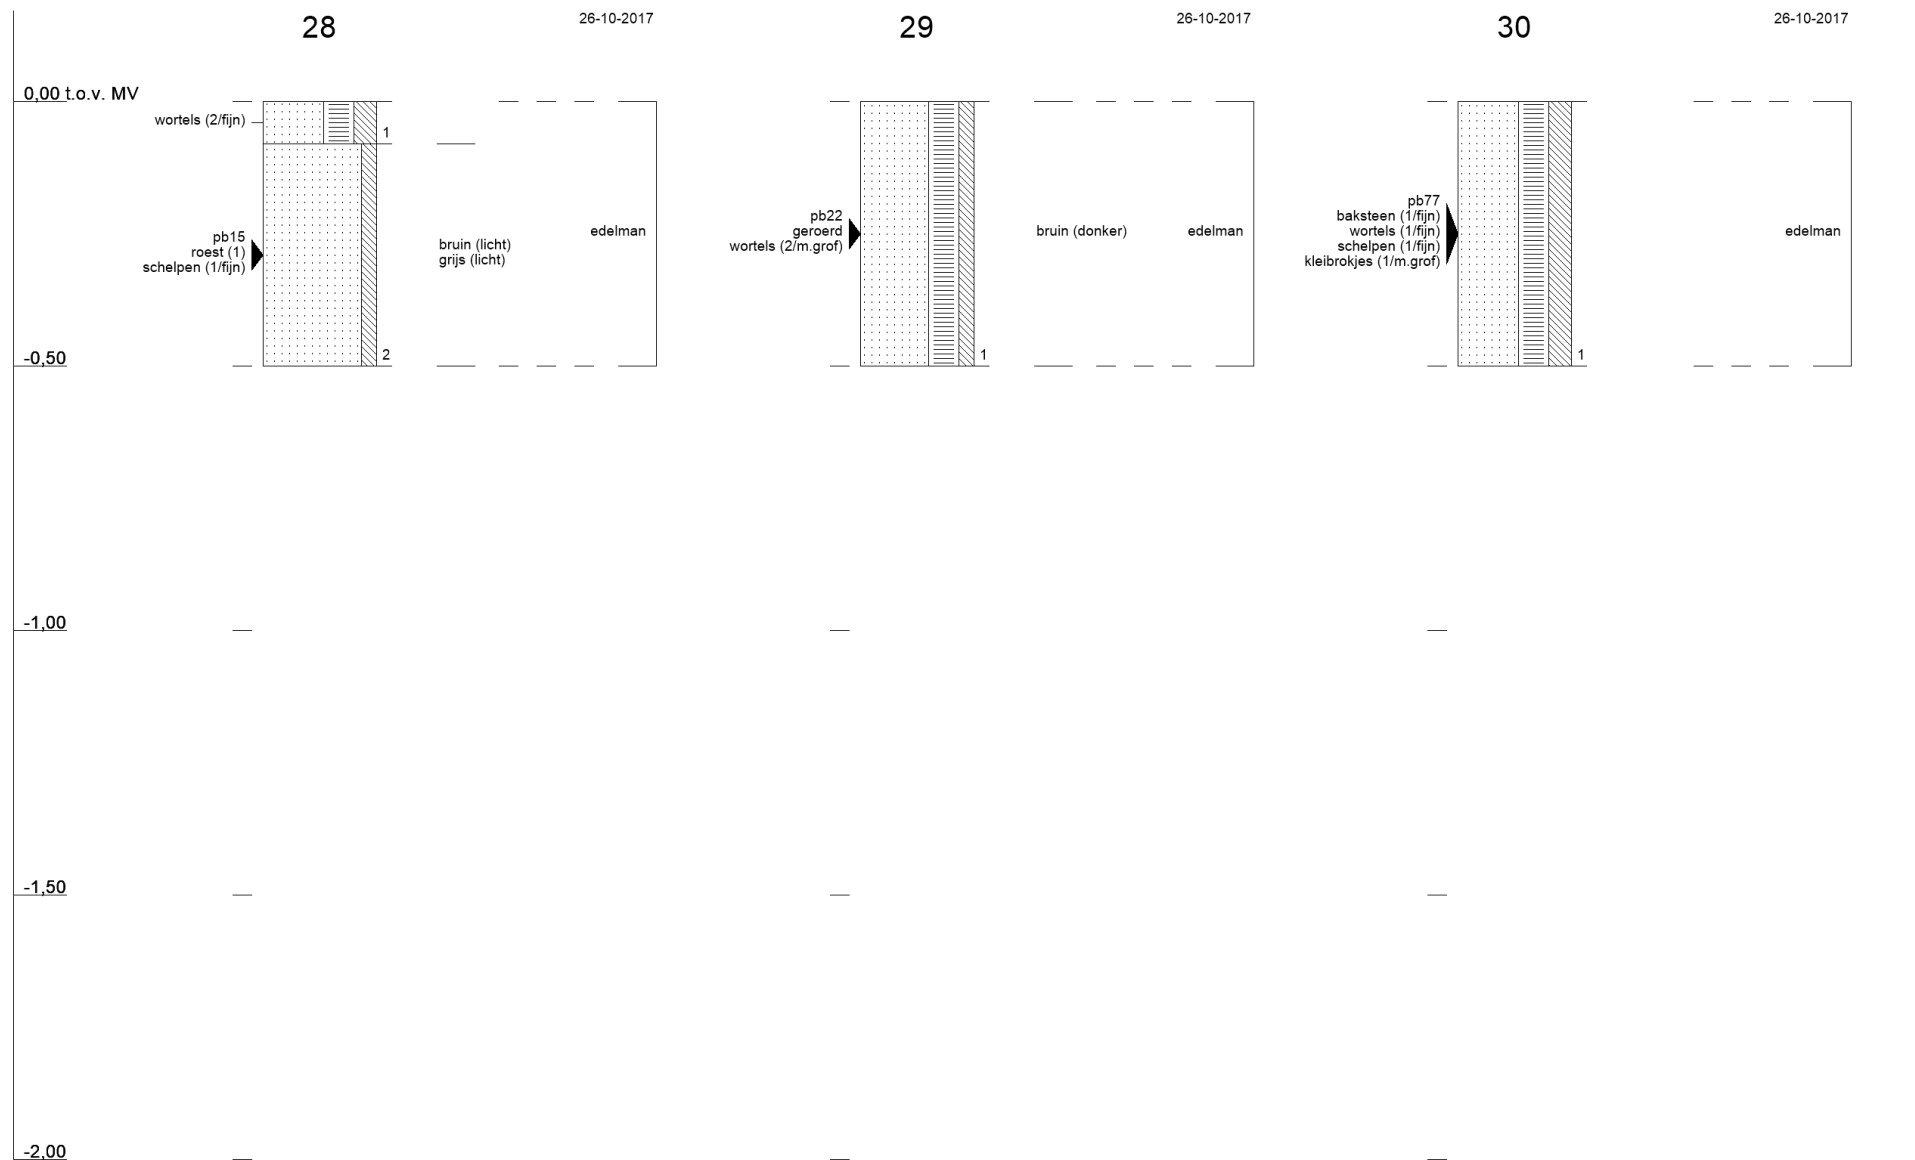 28
26-10-2017
29
26-10-2017
30
26-10-2017
0,00 t.o.v. MV
wortels (2/fijn)
1
pb15
roest (1)
schelpen (1/fijn)
bruin (licht)
grijs (licht)
edelman
2
pb22
geroerd
wortels (2/m.grof)
bruin (donker)
edelman
1
pb77
baksteen (1/fijn)
wortels (1/fijn)
schelpen (1/fijn)
kleibrokjes (1/m.grof)
edelman
1
-0,50
-1,00
-1,50
-2,00